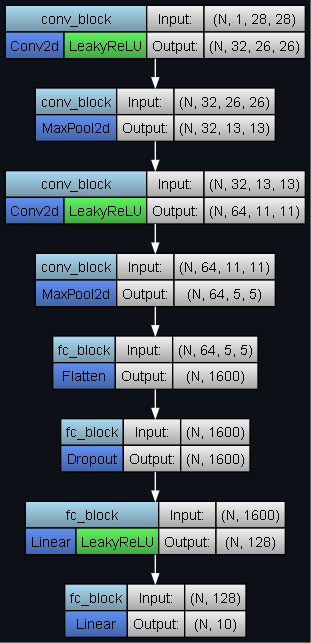 conv_block Input: (N, 1, 28, 28)
Conv2d LeakyReLU Output: (N, 32, 26, 26)
conv_block Input: (N, 32, 26, 26)
MaxPool2d Output: (N, 32, 13, 13)
conv_block Input: (N, 32, 13, 13)
Conv2d LeakyReLU Output: (N, 64, 11, 11)
conv_block Input: (N, 64, 11, 11)
MaxPool2d Output: (N, 64, 5, 5)
fc_block Input: (N, 64, 5, 5)
Flatten Output: (N, 1600)
fc_block Input: (N, 1600)
Dropout Output: (N, 1600)
fc_block Input: (N, 1600)
Linear LeakyReLU Output: (N, 128)
fc_block Input: (N, 128)
Linear Output: (N, 10)